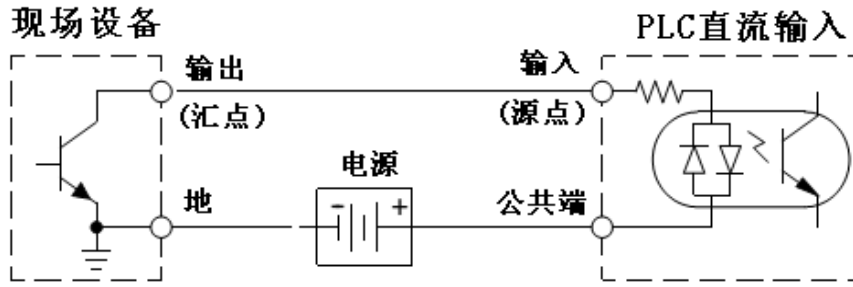 现场设备
PLC直流输入
输出
输入
(汇点)
(源点)
电源
地
- +
公共端